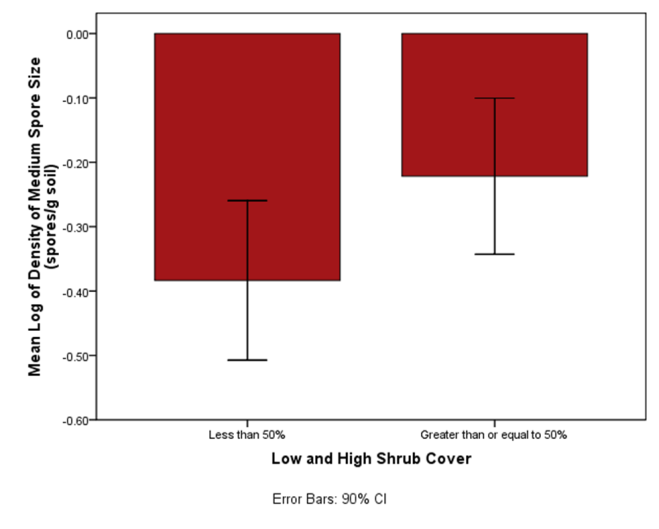 Mean Log of Density of Medium Spore Size
(spores/g soil)
0.00
-0.10
-0.20
-0.30
-0.40
-0.50
-0.60
Less than 50%
Greater than or equal to 50%
Low and High Shrub Cover
Error Bars: 90% CI